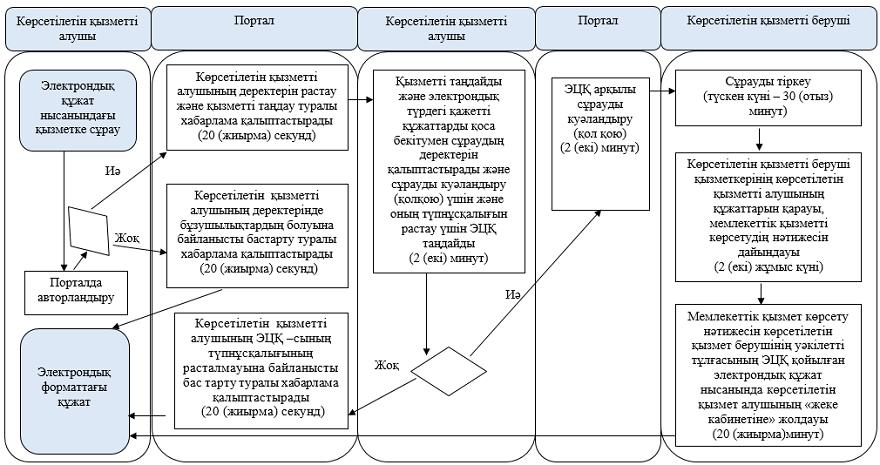 Көрсетілетін қызметті
алушы
Портал
Көрсетілетін қызметті
алушы
Портал
Көрсетілетін қызметті беруші
Электрондық
құжат
нысанындағы
қызметке сұрау
Иә
Жоқ
Порталда
авторландыру
Электрондық
форматтағы
құжат
Көрсетілетін қызметті
алушының деректерін растау
және қызметті таңдау туралы
хабарлама қалыптастырады
(20 (жиырма) секунд
Көрсетілетін қызметті
алушының деректерінде
бұзушылықтардың болуына
байланысты бастарту туралы
хабарлама қалыптастырады
(20 (жиырма) секунд)
Көрсетілетін қызметті
алушының ЭЦҚ –сының
түпнұсқалығының
расталмауына байланысты
бас тарту туралы хабарлама
қалыптастырады
(20 (жиырма) секунд)
Қызметті таңдайды
және электрондық
түрдегі қажетті
құжаттарды қоса
бекітумен сұраудың
деректерін
қалыптастырады және
сұрауды куәландыру
(қолқою) үшін және
оның түпнұсқалығын
растау үшін ЭЦҚ
таңдайды
(2 (екі) минут)
Жоқ
Иә
ЭЦҚ арқылы
сұрауды
куәландыру
(қол қою)
(2 (екі) минут)
Сұрауды тіркеу
(түскен күні – 30 (отыз)
минут)
Көрсетілетін қызметті беруші
қызметкерінің көрсетілетін
қызметті алушының
құжаттарын қарауы,
мемлекеттік қызметті
көрсетудің нәтижесін
дайындауы
(2 (екі) жұмыс күні)
Мемлекеттік қызмет көрсету
нәтижесін көрсетілетін
қызмет берушінің уәкілетті
тұлғасының ЭЦҚ қойылған
электрондық құжат
нысанында көрсетілетін
қызмет алушының «жеке
кабинетіне» жолдауы
(20 (жиырма)минут)